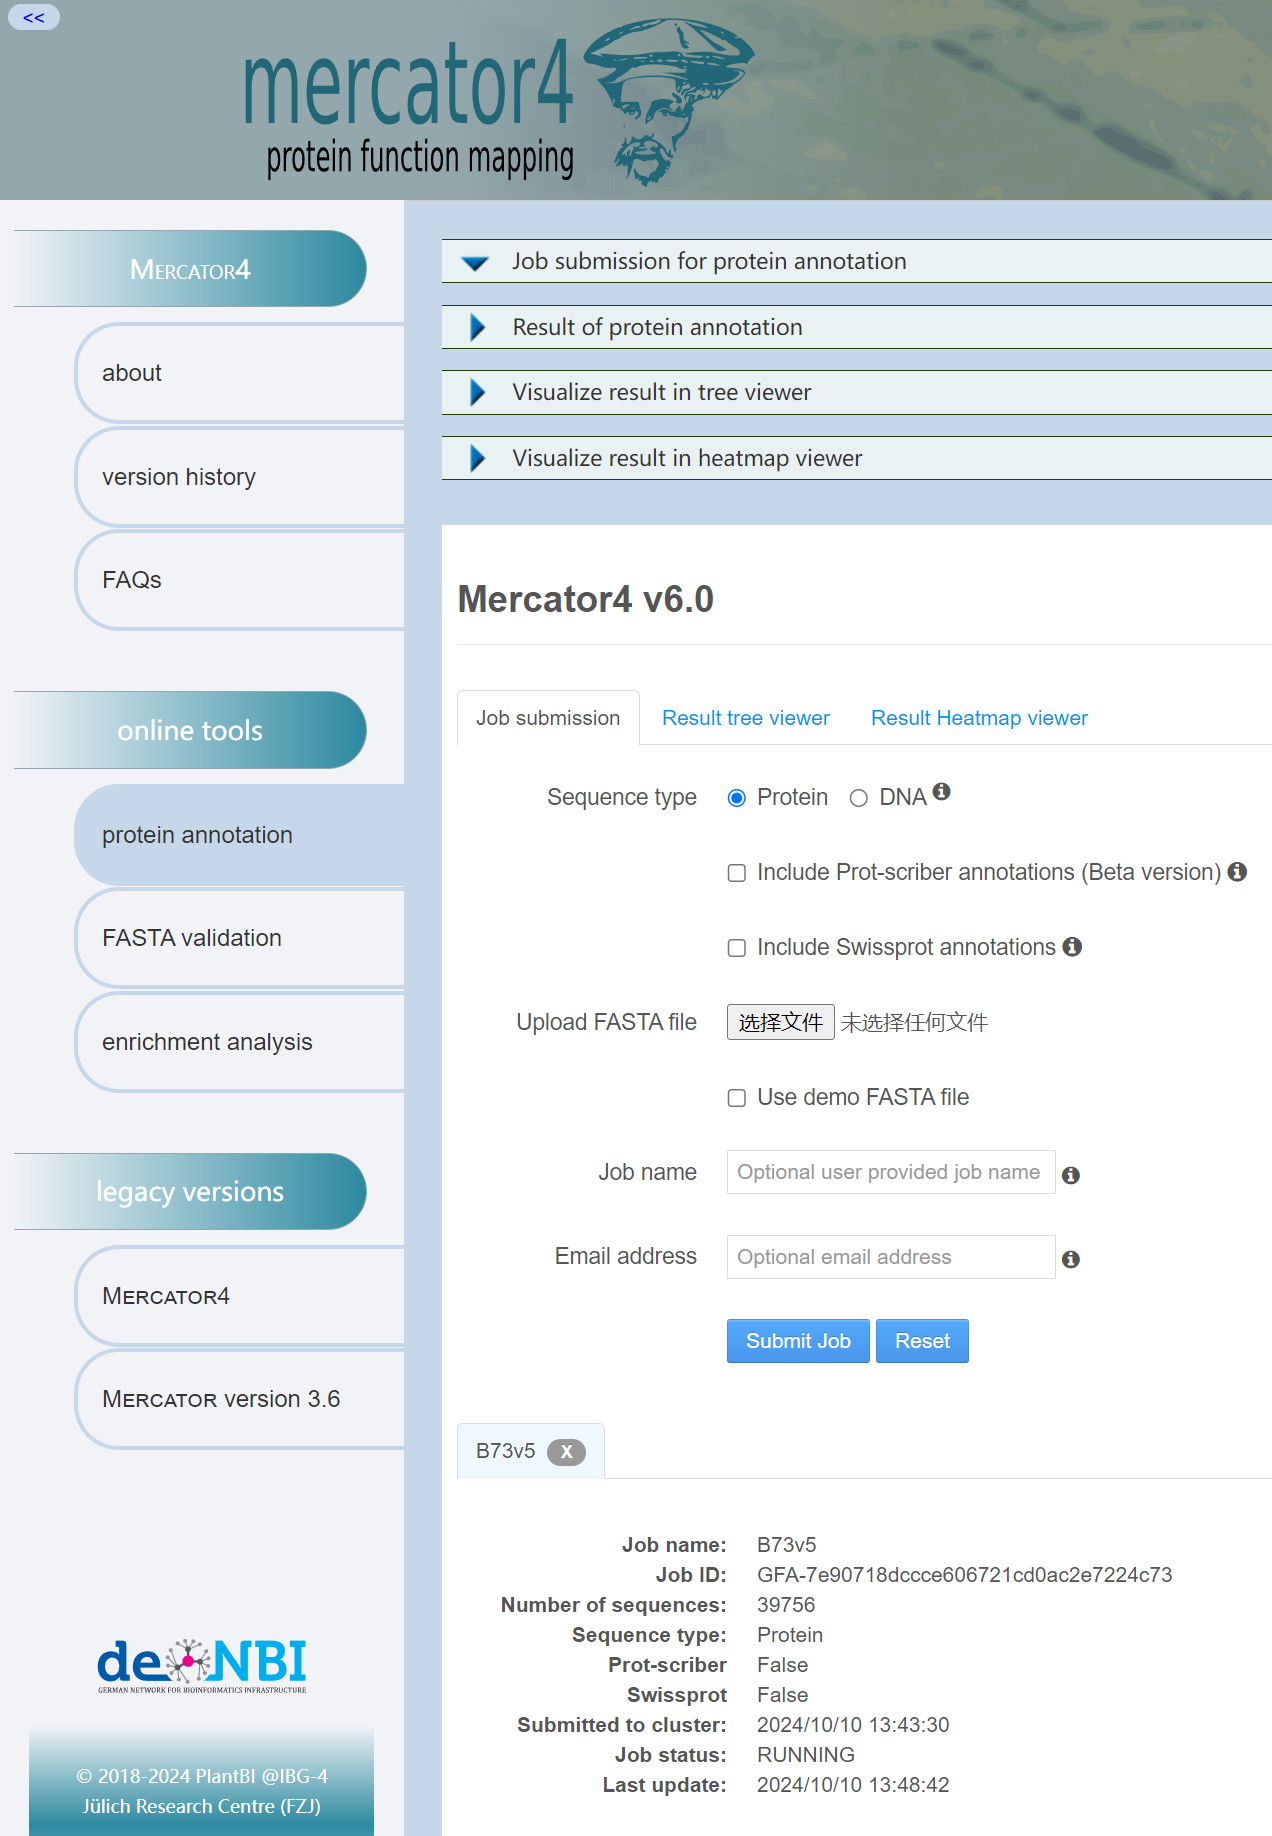 <<
mercator4
protein function mapping
MERCATOR4
about
version history
FAQs
online tools
protein annotation
FASTA validation
enrichment analysis
legacy versions
MERCATOR4
MERCATOR version 3.6
de.NBI
GERMAN NETWORK FOR BIOINFORMATICS INFRASTRUCTURE
© 2018-2024 PlantBI @IBG-4
Jülich Research Centre (FZJ)
Job submission for protein annotation
Result of protein annotation
Visualize result in tree viewer
Visualize result in heatmap viewer
Mercator4 v6.0
Job submission Result tree viewer Result Heatmap viewer
Sequence type Protein DNA
Include Prot-scriber annotations (Beta version)
Include Swissprot annotations
Upload FASTA file 选择文件 未选择任何文件
Use demo FASTA file
Job name Optional user provided job name
Email address Optional email address
Submit Job Reset
B73v5 X
Job name: B73v5
Job ID: GFA-7e90718dccce606721cd0ac2e7224c73
Number of sequences: 39756
Sequence type: Protein
Prot-scriber False
Swissprot False
Submitted to cluster: 2024/10/10 13:43:30
Job status: RUNNING
Last update: 2024/10/10 13:48:42